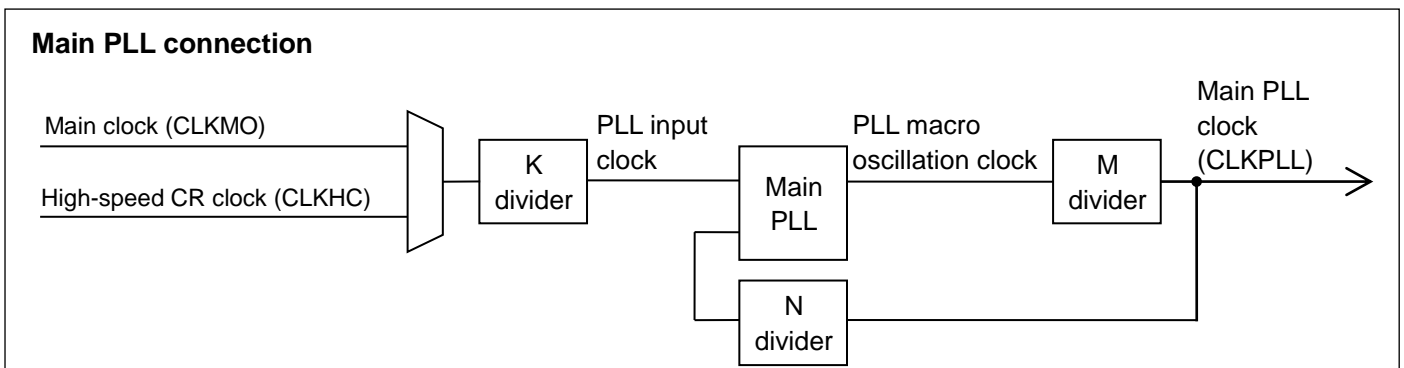 Main PLL connection
Main clock (CLKMO)
High-speed CR clock (CLKHC)
K
divider
PLL input
clock
Main
PLL
PLL macro
oscillation clock
M
divider
Main PLL
clock
(CLKPLL)
N
divider